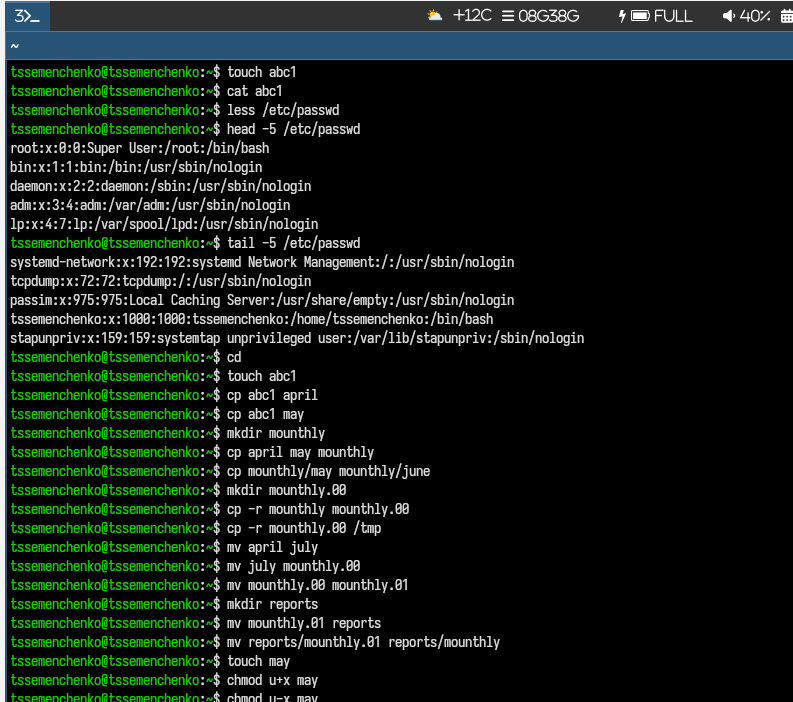 3>_ +12C 08G38G FULL 40%
~
tssemenchenko@tssemenchenko:~$ touch abc1
tssemenchenko@tssemenchenko:~$ cat abc1
tssemenchenko@tssemenchenko:~$ less /etc/passwd
tssemenchenko@tssemenchenko:~$ head -5 /etc/passwd
root:x:0:0:Super User:/root:/bin/bash
bin:x:1:1:bin:/bin:/usr/sbin/nologin
daemon:x:2:2:daemon:/sbin:/usr/sbin/nologin
adm:x:3:4:adm:/var/adm:/usr/sbin/nologin
lp:x:4:7:lp:/var/spool/lpd:/usr/sbin/nologin
tssemenchenko@tssemenchenko:~$ tail -5 /etc/passwd
systemd-network:x:192:192:systemd Network Management:/:/usr/sbin/nologin
tcpdump:x:72:72:tcpdump:/:/usr/sbin/nologin
passim:x:975:975:Local Caching Server:/usr/share/empty:/usr/sbin/nologin
tssemenchenko:x:1000:1000:tssemenchenko:/home/tssemenchenko:/bin/bash
stapunpriv:x:159:159:systemtap unprivileged user:/var/lib/stapunpriv:/sbin/nologin
tssemenchenko@tssemenchenko:~$ cd
tssemenchenko@tssemenchenko:~$ touch abc1
tssemenchenko@tssemenchenko:~$ cp abc1 april
tssemenchenko@tssemenchenko:~$ cp abc1 may
tssemenchenko@tssemenchenko:~$ mkdir mounthly
tssemenchenko@tssemenchenko:~$ cp april may mounthly
tssemenchenko@tssemenchenko:~$ cp mounthly/may mounthly/june
tssemenchenko@tssemenchenko:~$ mkdir mounthly.00
tssemenchenko@tssemenchenko:~$ cp -r mounthly mounthly.00
tssemenchenko@tssemenchenko:~$ cp -r mounthly.00 /tmp
tssemenchenko@tssemenchenko:~$ mv april july
tssemenchenko@tssemenchenko:~$ mv july mounthly.00
tssemenchenko@tssemenchenko:~$ mv mounthly.00 mounthly.01
tssemenchenko@tssemenchenko:~$ mkdir reports
tssemenchenko@tssemenchenko:~$ mv mounthly.01 reports
tssemenchenko@tssemenchenko:~$ mv reports/mounthly.01 reports/mounthly
tssemenchenko@tssemenchenko:~$ touch may
tssemenchenko@tssemenchenko:~$ chmod u+x may
tssemenchenko@tssemenchenko:~$ chmod u-x may